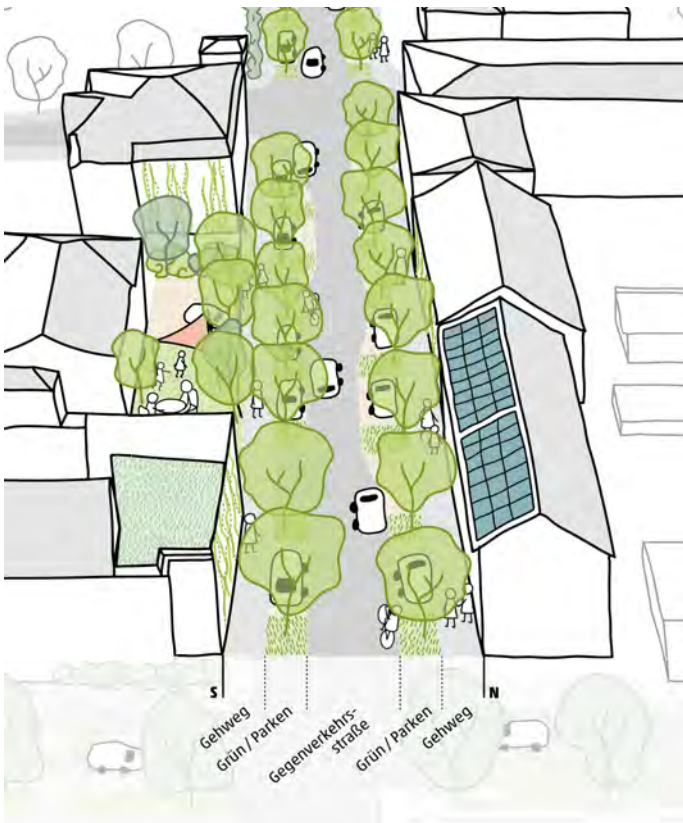 S
N
Gehweg
Grün / Parken
Gegenverkehrs-
straße
Grün / Parken
Gehweg